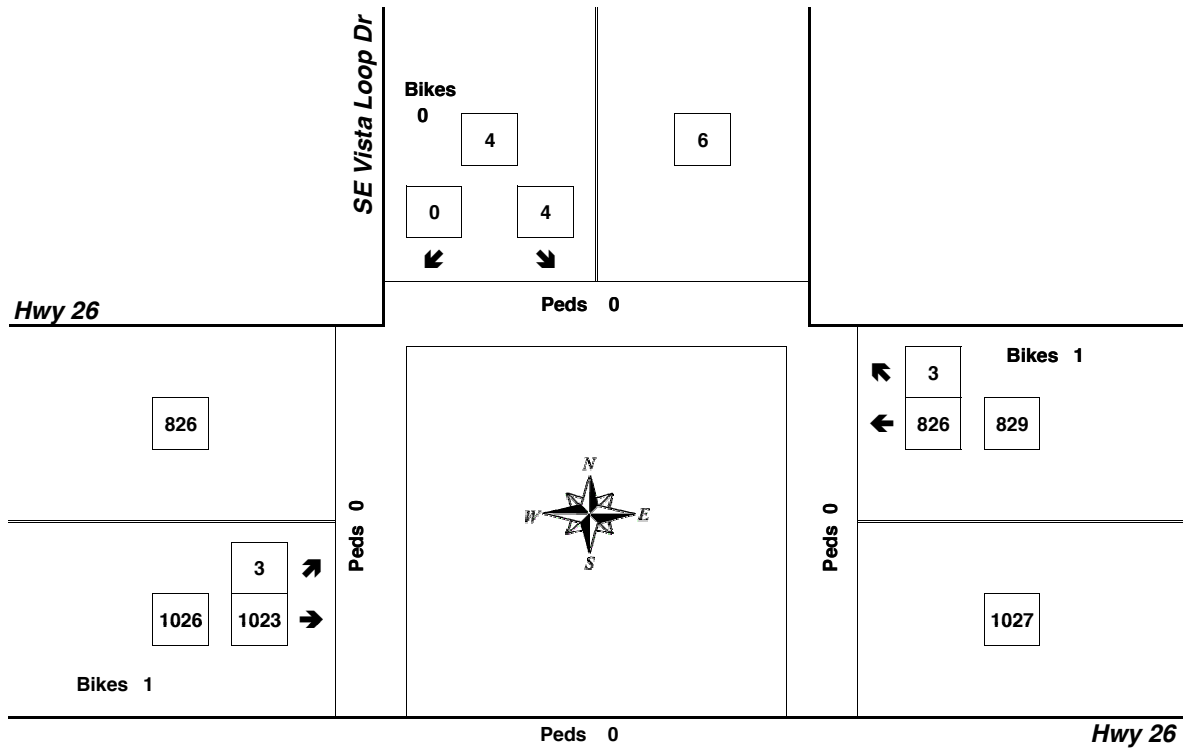 SE Vista Loop Dr
Bikes
0
4
6
0
4
Peds 0
Hwy 26
Bikes 1
3
826
826
829
N
W
E
S
Peds 0
Peds 0
3
1026
1023
1027
Bikes 1
Peds 0
Hwy 26